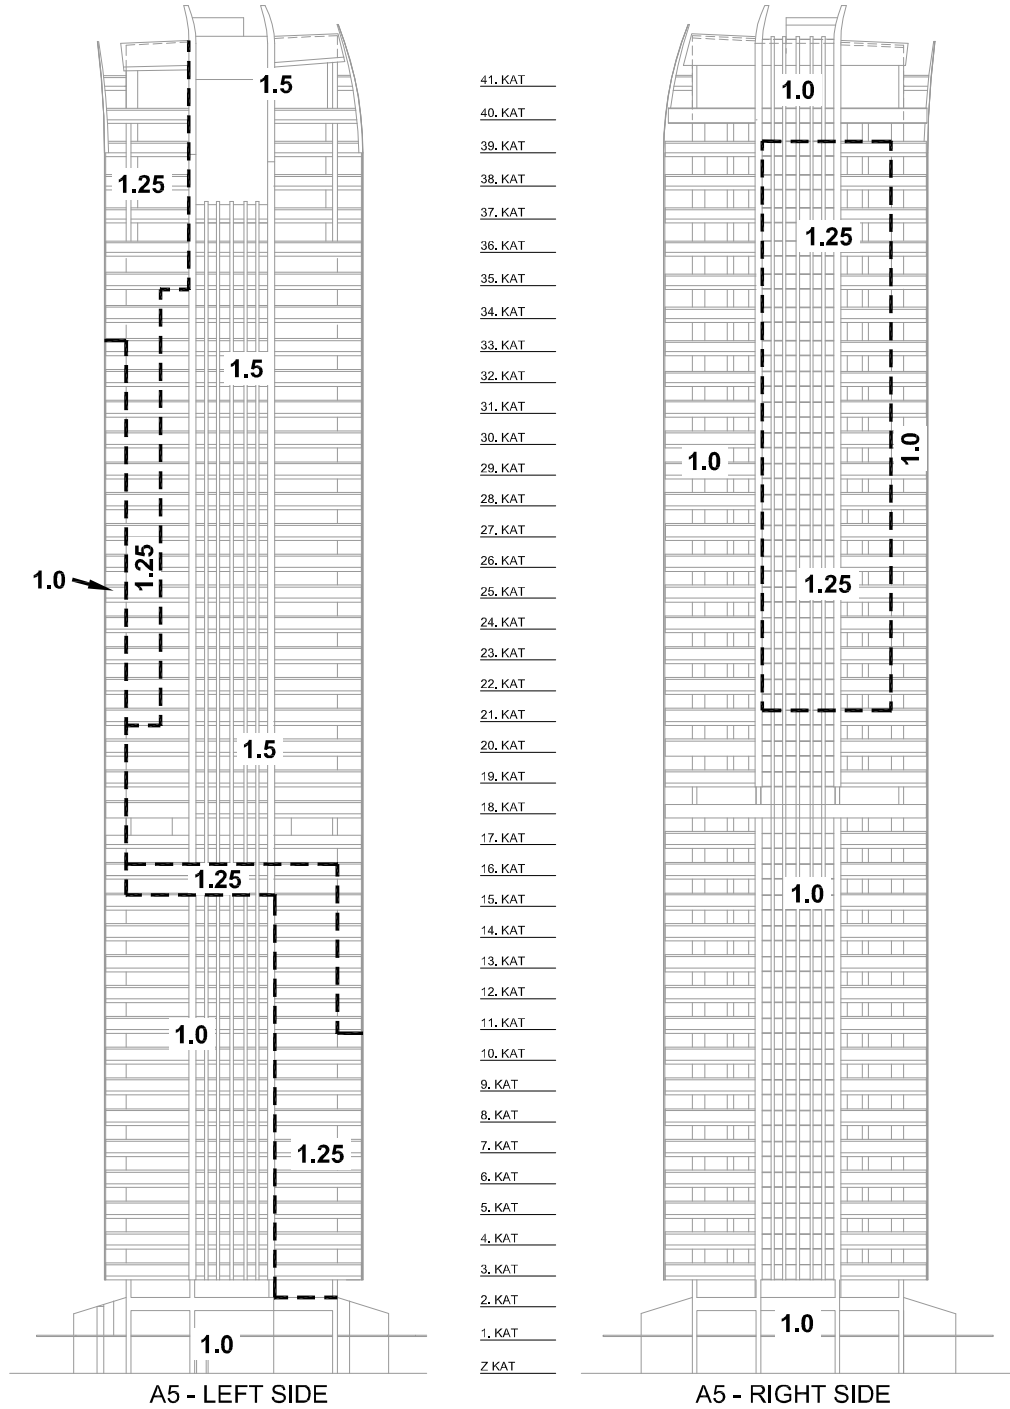 1.5
1.25
1.5
1.25
1.0
1.5
1.25
1.0
1.25
1.0
A5 - LEFT SIDE
41. KAT
40. KAT
39. KAT
38. KAT
37. KAT
36. KAT
35. KAT
34. KAT
33. KAT
32. KAT
31. KAT
30. KAT
29. KAT
28. KAT
27. KAT
26. KAT
25. KAT
24. KAT
23. KAT
22. KAT
21. KAT
20. KAT
19. KAT
18. KAT
17. KAT
16. KAT
15. KAT
14. KAT
13. KAT
12. KAT
11. KAT
10. KAT
9. KAT
8. KAT
7. KAT
6. KAT
5. KAT
4. KAT
3. KAT
2. KAT
1. KAT
Z KAT
1.0
1.25
1.0
1.0
1.25
1.0
1.0
A5 - RIGHT SIDE